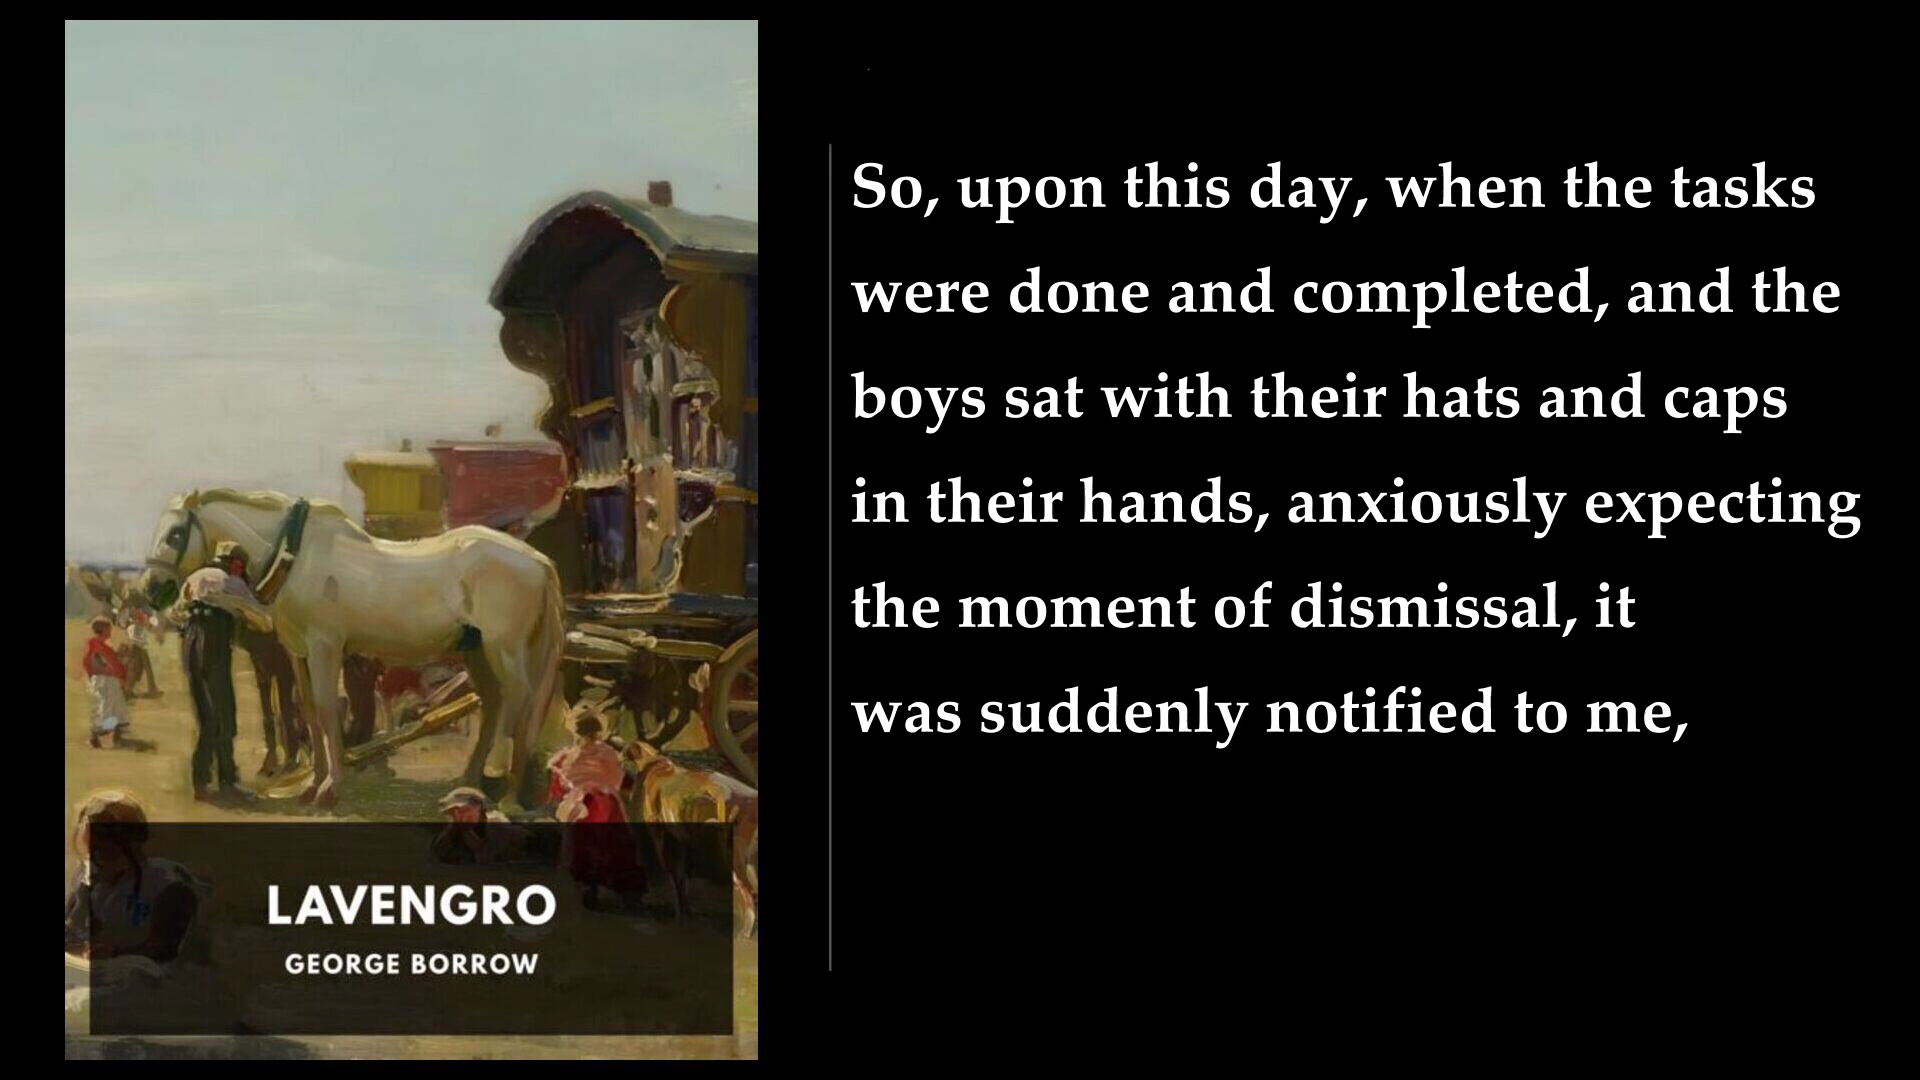 LAVENGRO
GEORGE BORROW
So, upon this day, when the tasks
were done and completed, and the
boys sat with their hats and caps
in their hands, anxiously expecting
the moment of dismissal, it
was suddenly notified to me,